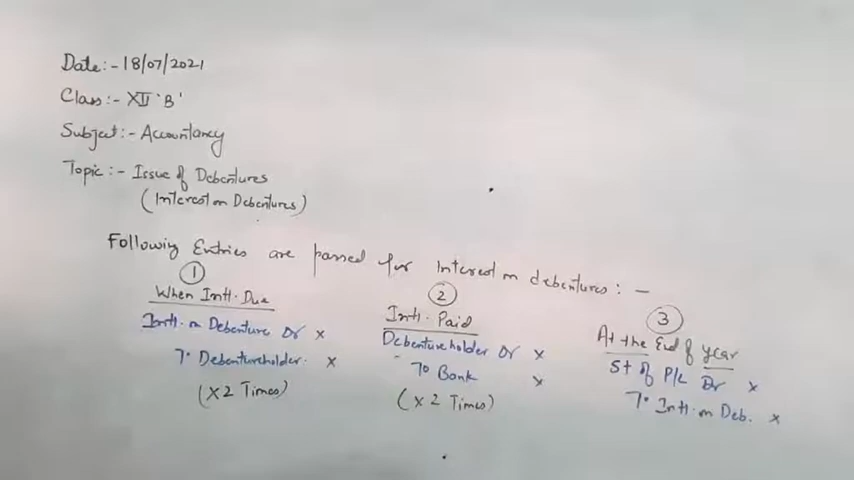 Date:- 18/07/2021
Class:- XII 'B'
Subject:- Accountancy
Topic:- Issue of Debentures
(Interest on Debentures)
Following Entries are passed for Interest on debentures: -
1
When Intt. Due
Intt. on Debenture Dr x
To Debentureholder. x
(x 2 Times)
2
Intt. Paid
Debentureholder Dr x
To Bank x
(x 2 Times)
3
At the End of year
St of P/L Dr x
To Intt. on Deb. x